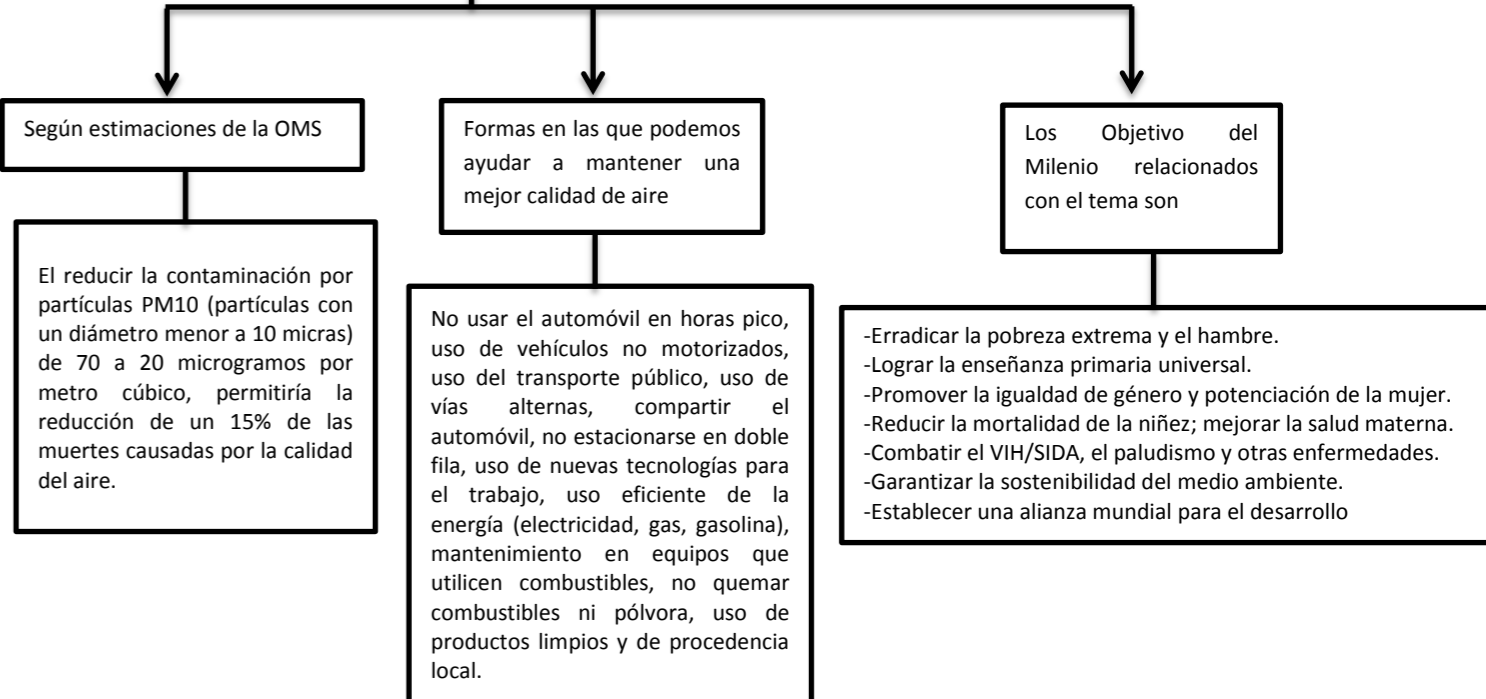 Según estimaciones de la OMS
El reducir la contaminación por
partículas PM10 (partículas con
un diámetro menor a 10 micras)
de 70 a 20 microgramos por
metro cúbico, permitiría la
reducción de un 15% de las
muertes causadas por la calidad
del aire.
Formas en las que podemos
ayudar a mantener una
mejor calidad de aire
No usar el automóvil en horas pico,
uso de vehículos no motorizados,
uso del transporte público, uso de
vías alternas, compartir el
automóvil, no estacionarse en doble
fila, uso de nuevas tecnologías para
el trabajo, uso eficiente de la
energía (electricidad, gas, gasolina),
mantenimiento en equipos que
utilicen combustibles, no quemar
combustibles ni pólvora, uso de
productos limpios y de procedencia
local.
Los Objetivo del
Milenio relacionados
con el tema son
-Erradicar la pobreza extrema y el hambre.
-Lograr la enseñanza primaria universal.
-Promover la igualdad de género y potenciación de la mujer.
-Reducir la mortalidad de la niñez; mejorar la salud materna.
-Combatir el VIH/SIDA, el paludismo y otras enfermedades.
-Garantizar la sostenibilidad del medio ambiente.
-Establecer una alianza mundial para el desarrollo